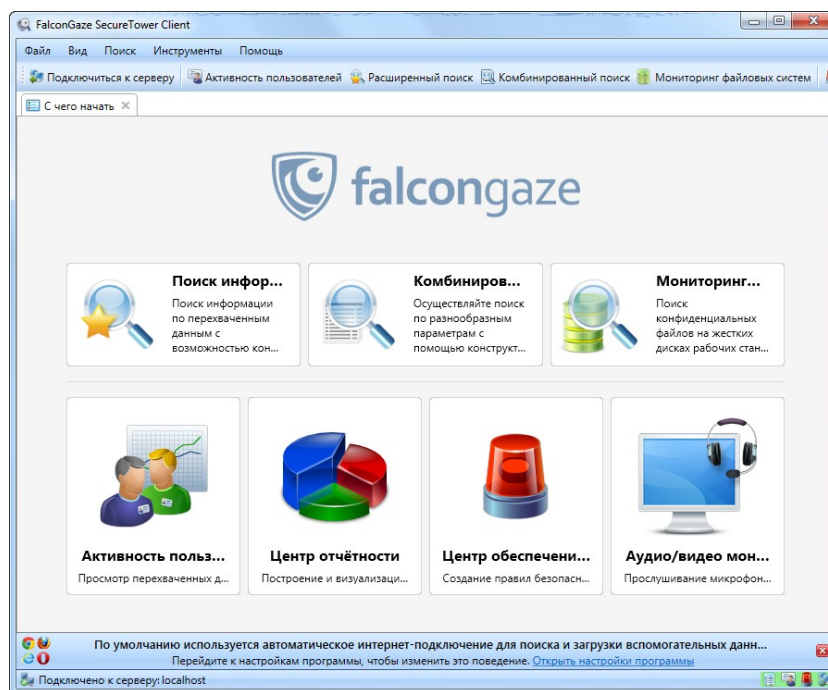 FalconGaze SecureTower Client
Файл Вид Поиск Инструменты Помощь
Подключиться к серверу Активность пользователей Расширенный поиск Комбинированный поиск Мониторинг файловых систем
С чего начать
falcongaze
Поиск инфор...
Поиск информации
по перехваченным
данным с
возможностью кон...
Комбиниров...
Осуществляйте поиск
по разнообразным
параметрам с
помощью конструкт...
Мониторинг...
Поиск
конфиденциальных
файлов на жестких
дисках рабочих стан...
Активность польз...
Просмотр перехваченных д...
Центр отчётности
Построение и визуализаци...
Центр обеспечени...
Создание правил безопасн...
Аудио/видео мон...
Прослушивание микрофон...
По умолчанию используется автоматическое интернет-подключение для поиска и загрузки вспомогательных данн...
Перейдите к настройкам программы, чтобы изменить это поведение. Открыть настройки программы
Подключено к серверу: localhost